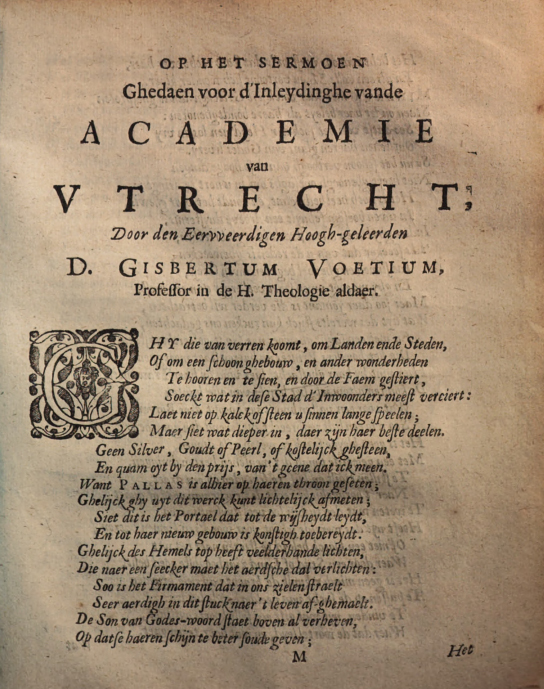 OP HET SERMOEN
Ghedaen voor d'Inleydinghe vande
ACADEMIE
van
VTRECHT,
Door den Eervveerdigen Hoogh-geleerden
D. GISBERTUM VOETIUM,
Professor in de H. Theologie aldaer.
GHY die van verren koomt, om Landen ende Steden,
Of om een schoon ghebouw, en ander wonderheden
Te hooren en te sien, en door de Faem gestiert,
Soeckt wat in dese Stad d'Inwoonders meest verciert:
Laet niet op kalck of steen u sinnen lange speelen;
Maer siet wat dieper in, daer zijn haer beste deelen.
Geen Silver, Goudt of Peerl, of kostelijck ghesteen,
En quam oyt by den prijs, van't geene dat ick meen.
Want PALLAS is alhier op haeren throon geseten;
Ghelijck ghy uyt dit werck kunt lichtelijck afmeten;
Siet dit is het Portael dat tot de wijsheydt leydt,
En tot haer nieuw gebouw is konstigh toebereydt.
Ghelijck des Hemels top heeft veelderhande lichten,
Die naer een seecker maet het aerdsche dal verlichten:
Soo is het Firmament dat in ons zielen straelt
Seer aerdigh in dit stuck naer't leven af-ghemaelt.
De Son van Godes-woord staet boven al verheven,
Op datse haeren schijn te beter soude geven;
M
Het